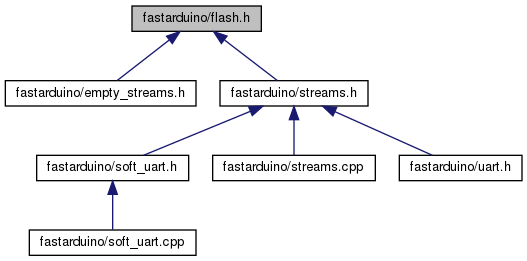 fastarduino/flash.h
fastarduino/empty_streams.h
fastarduino/streams.h
fastarduino/soft_uart.h
fastarduino/streams.cpp
fastarduino/uart.h
fastarduino/soft_uart.cpp